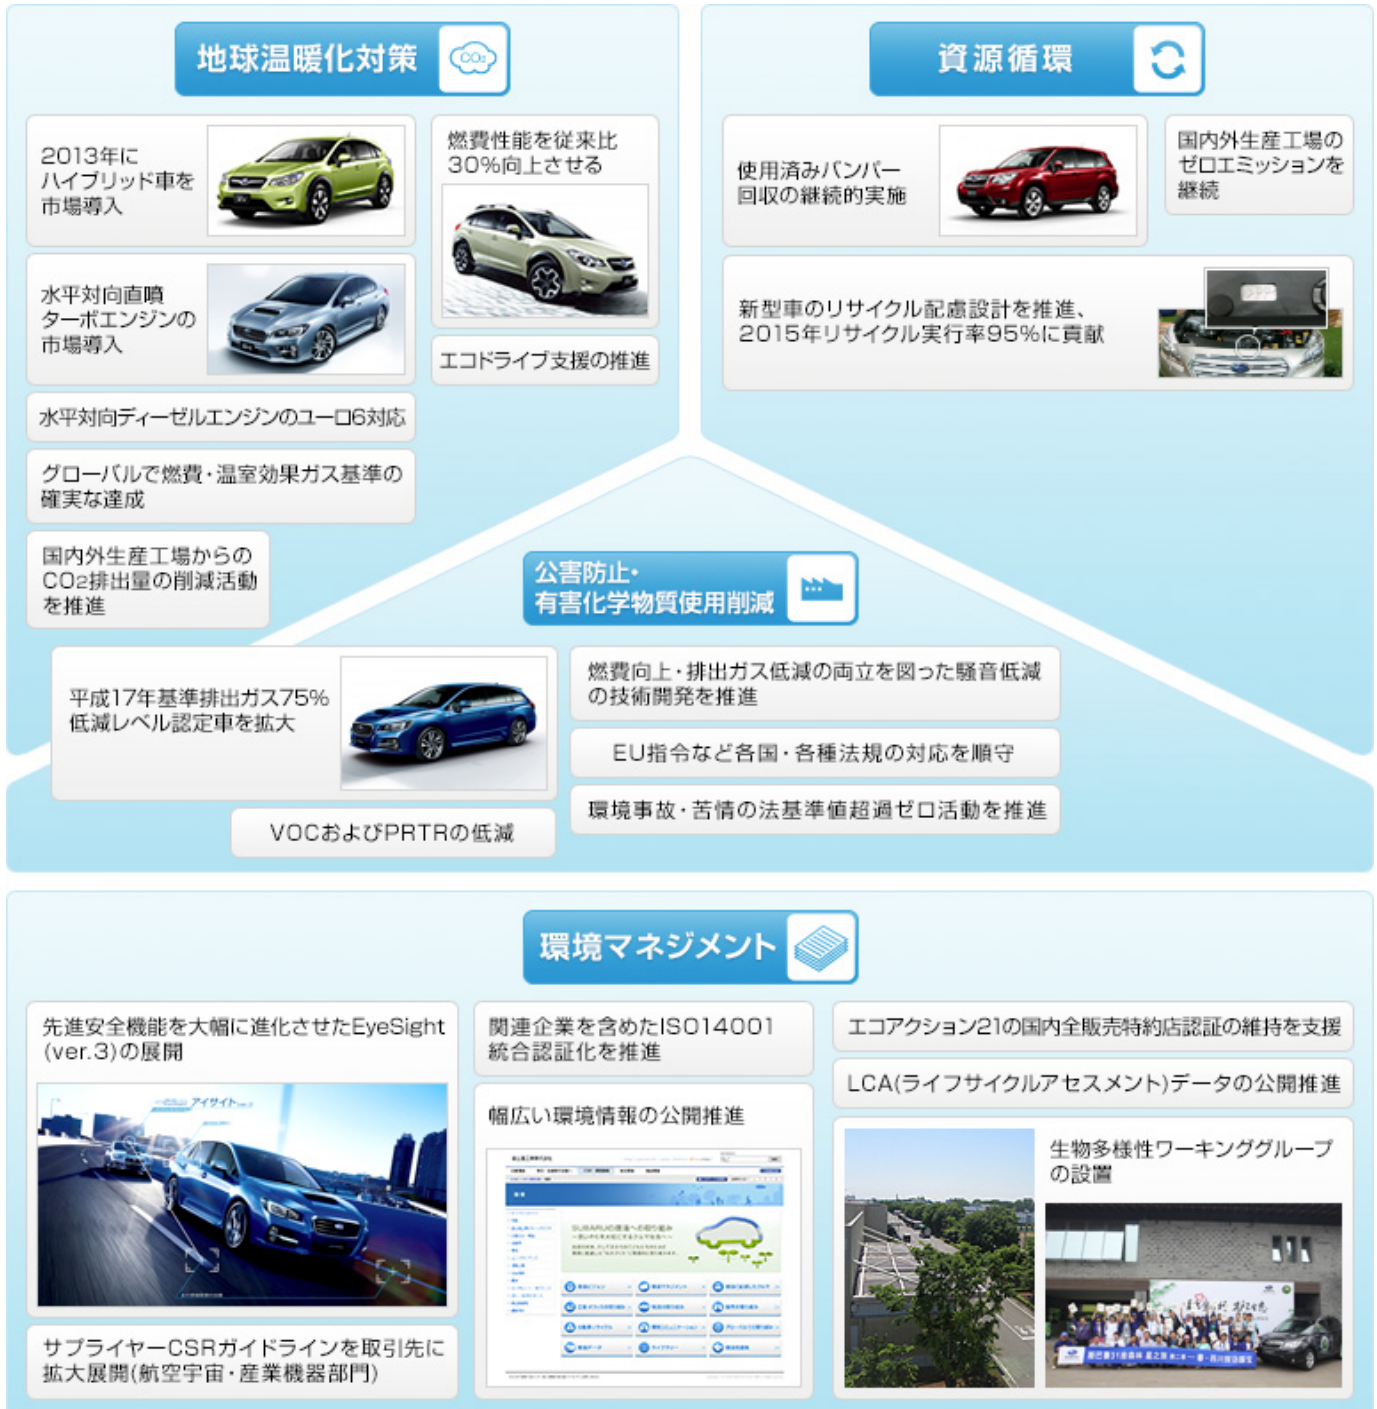 地球温暖化対策
CO2
2013年に
ハイブリッド車を
市場導入
燃費性能を従来比
30%向上させる
水平対向直噴
ターボエンジンの
市場導入
エコドライブ支援の推進
水平対向ディーゼルエンジンのユーロ6対応
グローバルで燃費・温室効果ガス基準の
確実な達成
国内外生産工場からの
CO2排出量の削減活動
を推進
資源循環
使用済みバンパー
回収の継続的実施
国内外生産工場の
ゼロエミッションを
継続
新型車のリサイクル配慮設計を推進、
2015年リサイクル実行率95%に貢献
公害防止・
有害化学物質使用削減
平成17年基準排出ガス75%
低減レベル認定車を拡大
燃費向上・排出ガス低減の両立を図った騒音低減
の技術開発を推進
EU指令など各国・各種法規の対応を順守
環境事故・苦情の法基準値超過ゼロ活動を推進
VOCおよびPRTRの低減
環境マネジメント
先進安全機能を大幅に進化させたEyeSight
(ver.3)の展開
アイサイト
サプライヤーCSRガイドラインを取引先に
拡大展開(航空宇宙・産業機器部門)
関連企業を含めたISO14001
統合認証化を推進
幅広い環境情報の公開推進
SUBARUの環境への取り組み
エコアクション21の国内全販売特約店認証の維持を支援
LCA(ライフサイクルアセスメント)データの公開推進
生物多様性ワーキンググループ
の設置